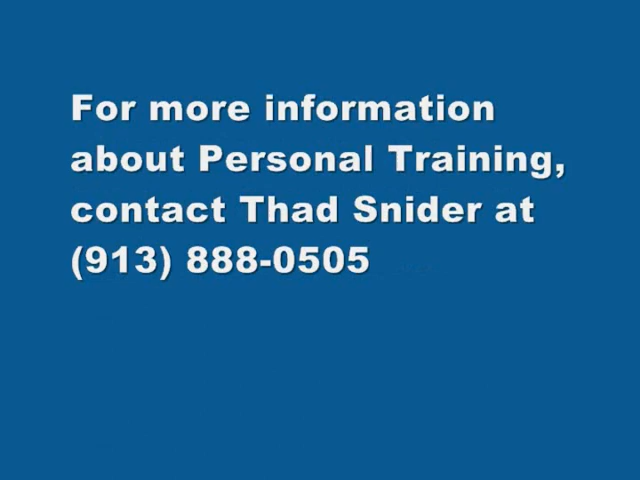 For more information
about Personal Training,
contact Thad Snider at
(913) 888-0505